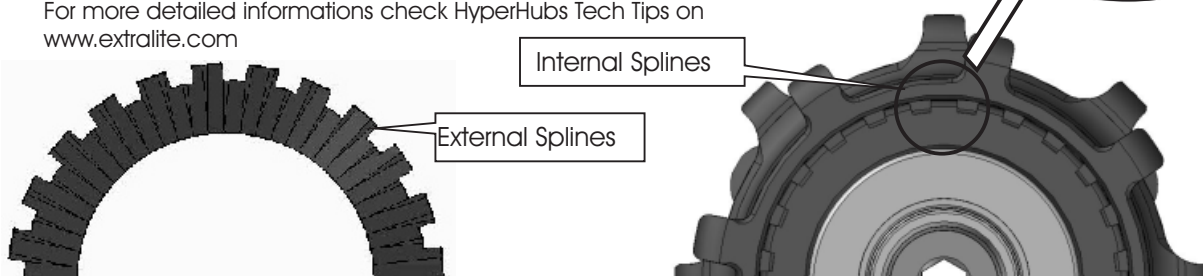 For more detailed informations check HyperHubs Tech Tips on
www.extralite.com
Internal Splines
External Splines